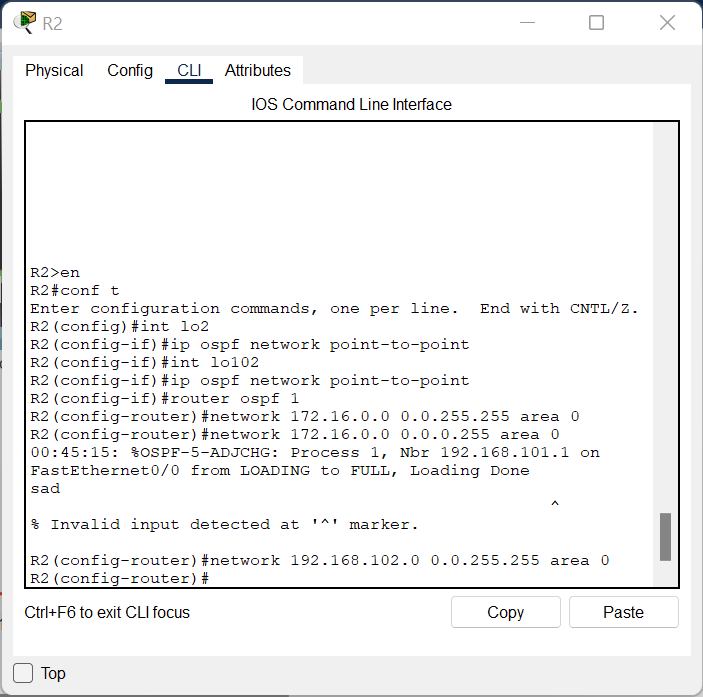 R2
Physical Config CLI Attributes
IOS Command Line Interface
R2>en
R2#conf t
Enter configuration commands, one per line.  End with CNTL/Z.
R2(config)#int lo2
R2(config-if)#ip ospf network point-to-point
R2(config-if)#int lo102
R2(config-if)#ip ospf network point-to-point
R2(config-if)#router ospf 1
R2(config-router)#network 172.16.0.0 0.0.255.255 area 0
R2(config-router)#network 172.16.0.0 0.0.0.255 area 0
00:45:15: %OSPF-5-ADJCHG: Process 1, Nbr 192.168.101.1 on
FastEthernet0/0 from LOADING to FULL, Loading Done
sad
^
% Invalid input detected at '^' marker.
R2(config-router)#network 192.168.102.0 0.0.255.255 area 0
R2(config-router)#
Ctrl+F6 to exit CLI focus
Copy Paste
Top